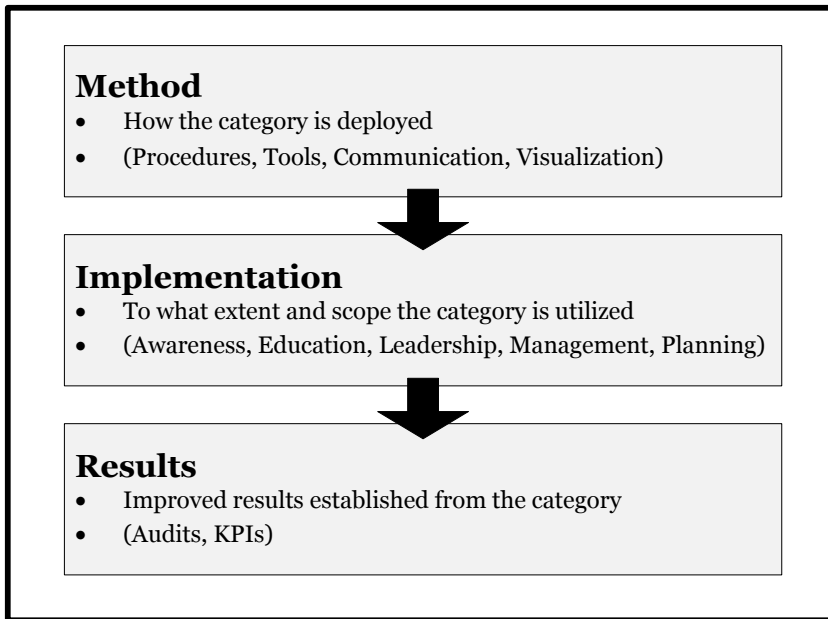 Method
• How the category is deployed
• (Procedures, Tools, Communication, Visualization)
Implementation
• To what extent and scope the category is utilized
• (Awareness, Education, Leadership, Management, Planning)
Results
• Improved results established from the category
• (Audits, KPIs)